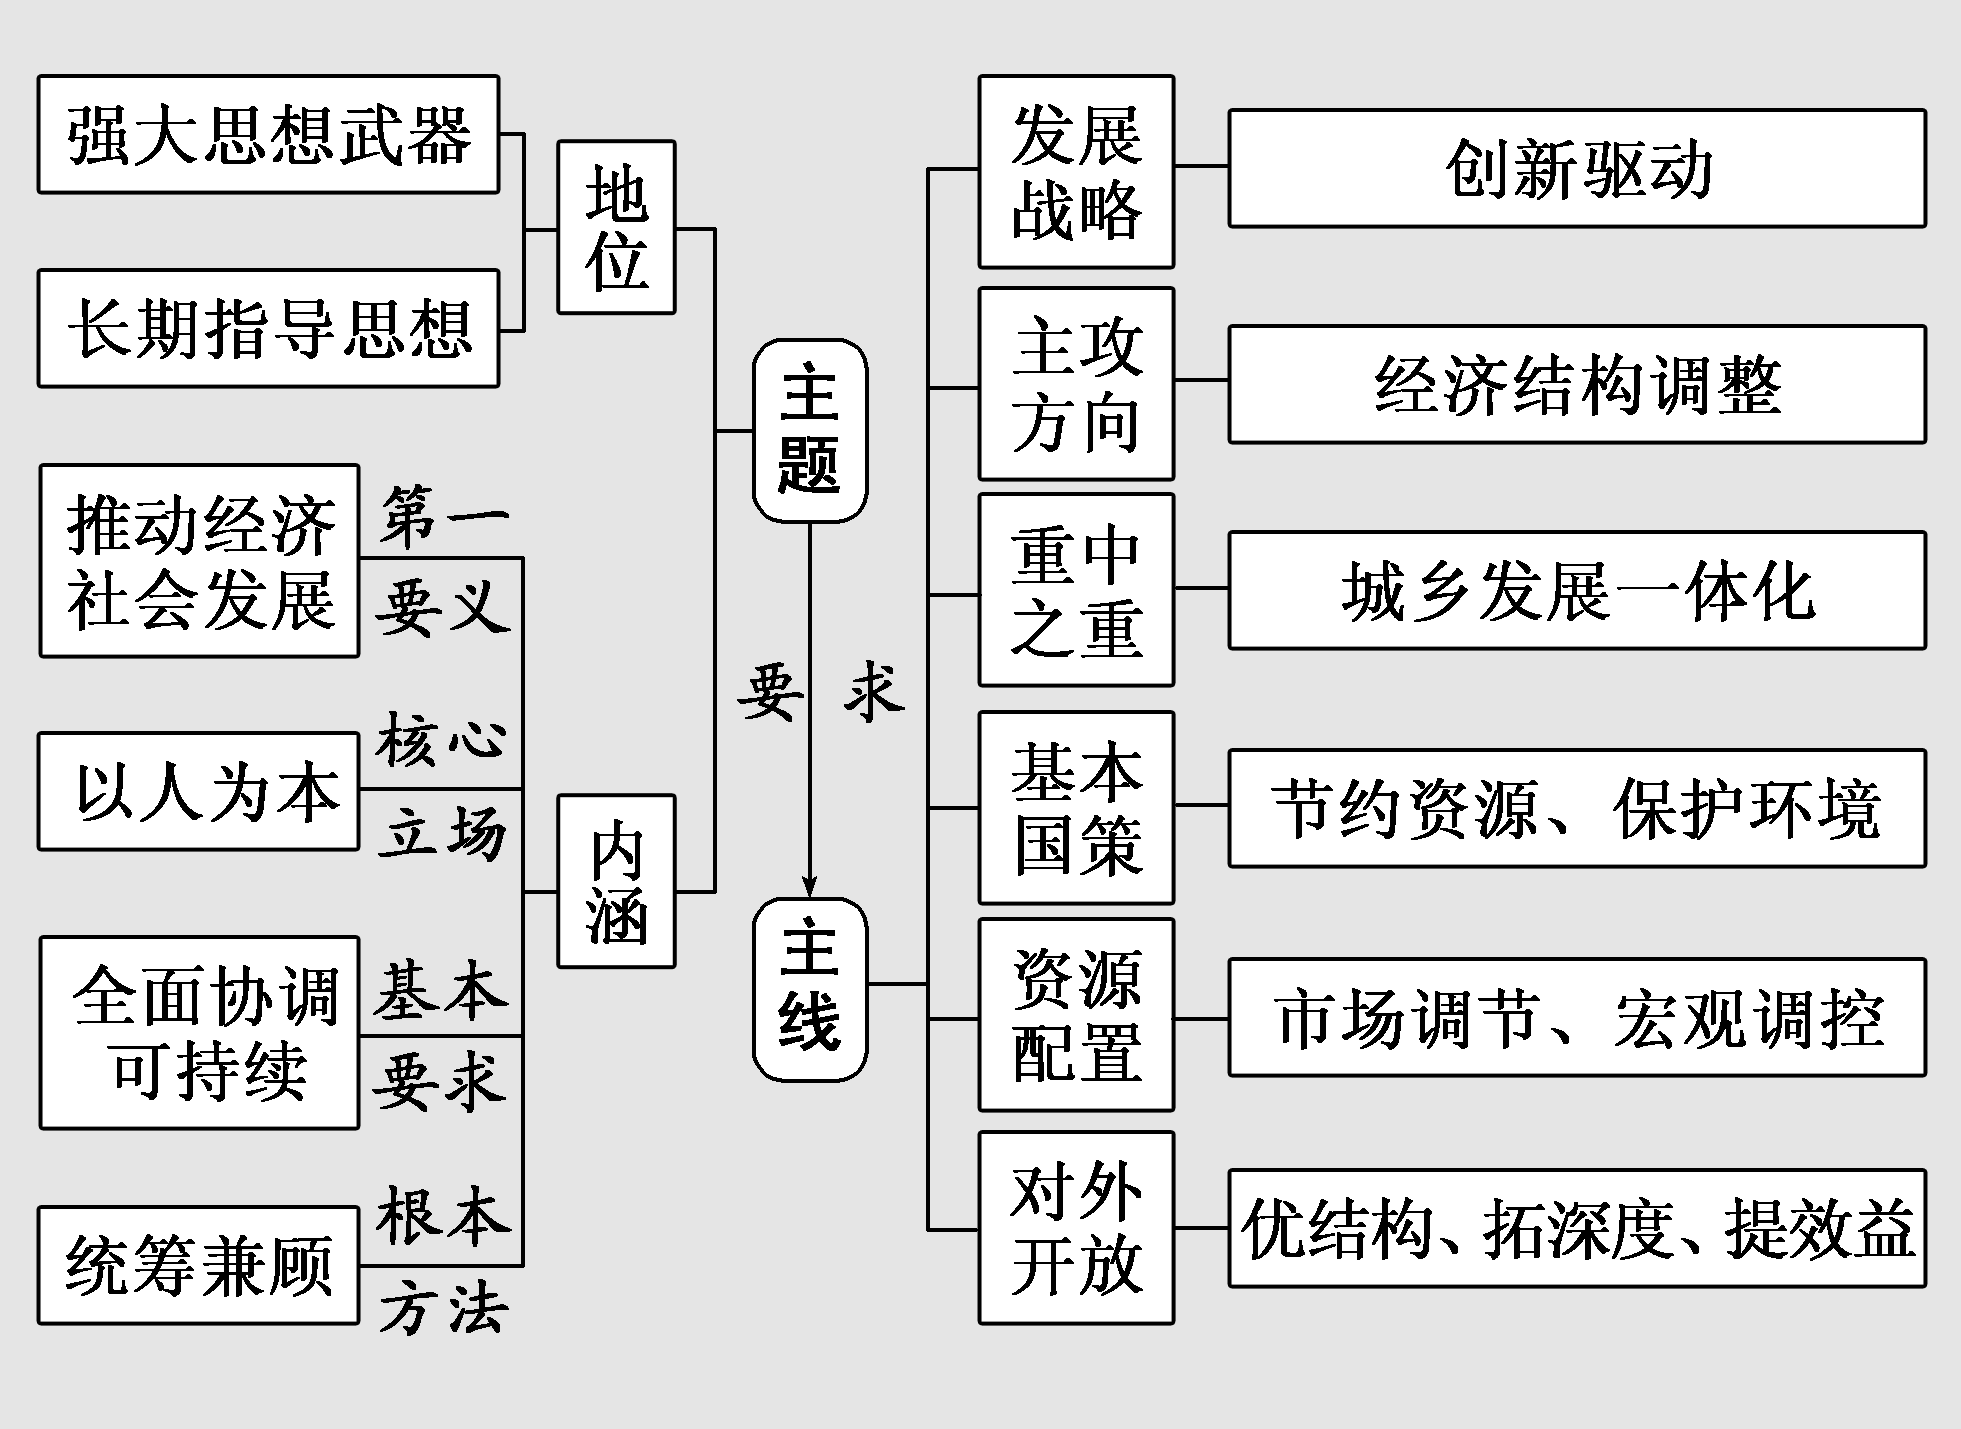 强大思想武器
长期指导思想
地
位
推动经济
社会发展
第一
要义
以人为本
核心
立场
全面协调
可持续
基本
要求
统筹兼顾
根本
方法
内
涵
主
题
要求
主
线
发展
战略
创新驱动
主攻
方向
经济结构调整
重中
之重
城乡发展一体化
基本
国策
节约资源、保护环境
资源
配置
市场调节、宏观调控
对外
开放
优结构、拓深度、提效益